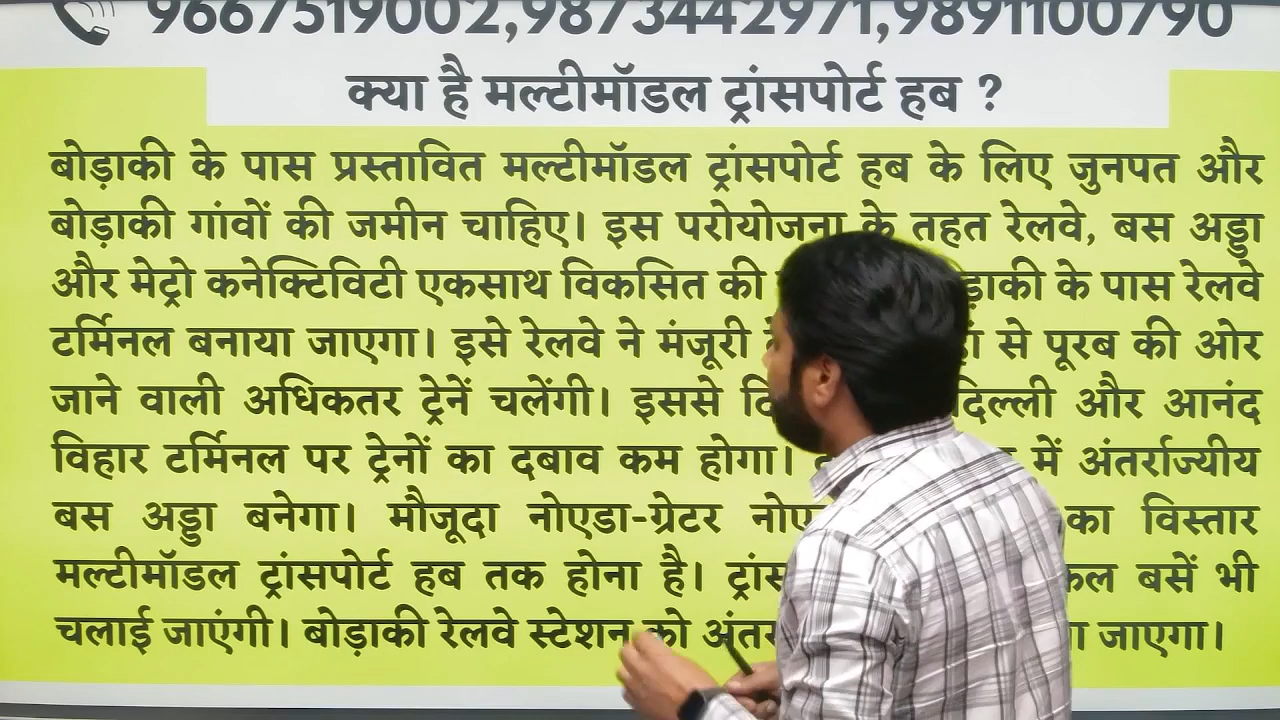 9667519002,9873442971,9891100790
क्या है मल्टीमॉडल ट्रांसपोर्ट हब ?
बोड़ाकी के पास प्रस्तावित मल्टीमॉडल ट्रांसपोर्ट हब के लिए जुनपत और
बोड़ाकी गांवों की जमीन चाहिए। इस परोयोजना के तहत रेलवे, बस अड्डा
और मेट्रो कनेक्टिविटी एकसाथ विकसित की के पास रेलवे
टर्मिनल बनाया जाएगा। इसे रेलवे ने मंजूरी से पूरब की ओर
जाने वाली अधिकतर ट्रेनें चलेंगी। इससे दिल्ली और आनंद
विहार टर्मिनल पर ट्रेनों का दबाव कम होगा। में अंतर्राज्यीय
बस अड्डा बनेगा। मौजूदा नोएडा-ग्रेटर का विस्तार
मल्टीमॉडल ट्रांसपोर्ट हब तक होना है। बसें भी
चलाई जाएंगी। बोड़ाकी रेलवे स्टेशन को जाएगा।